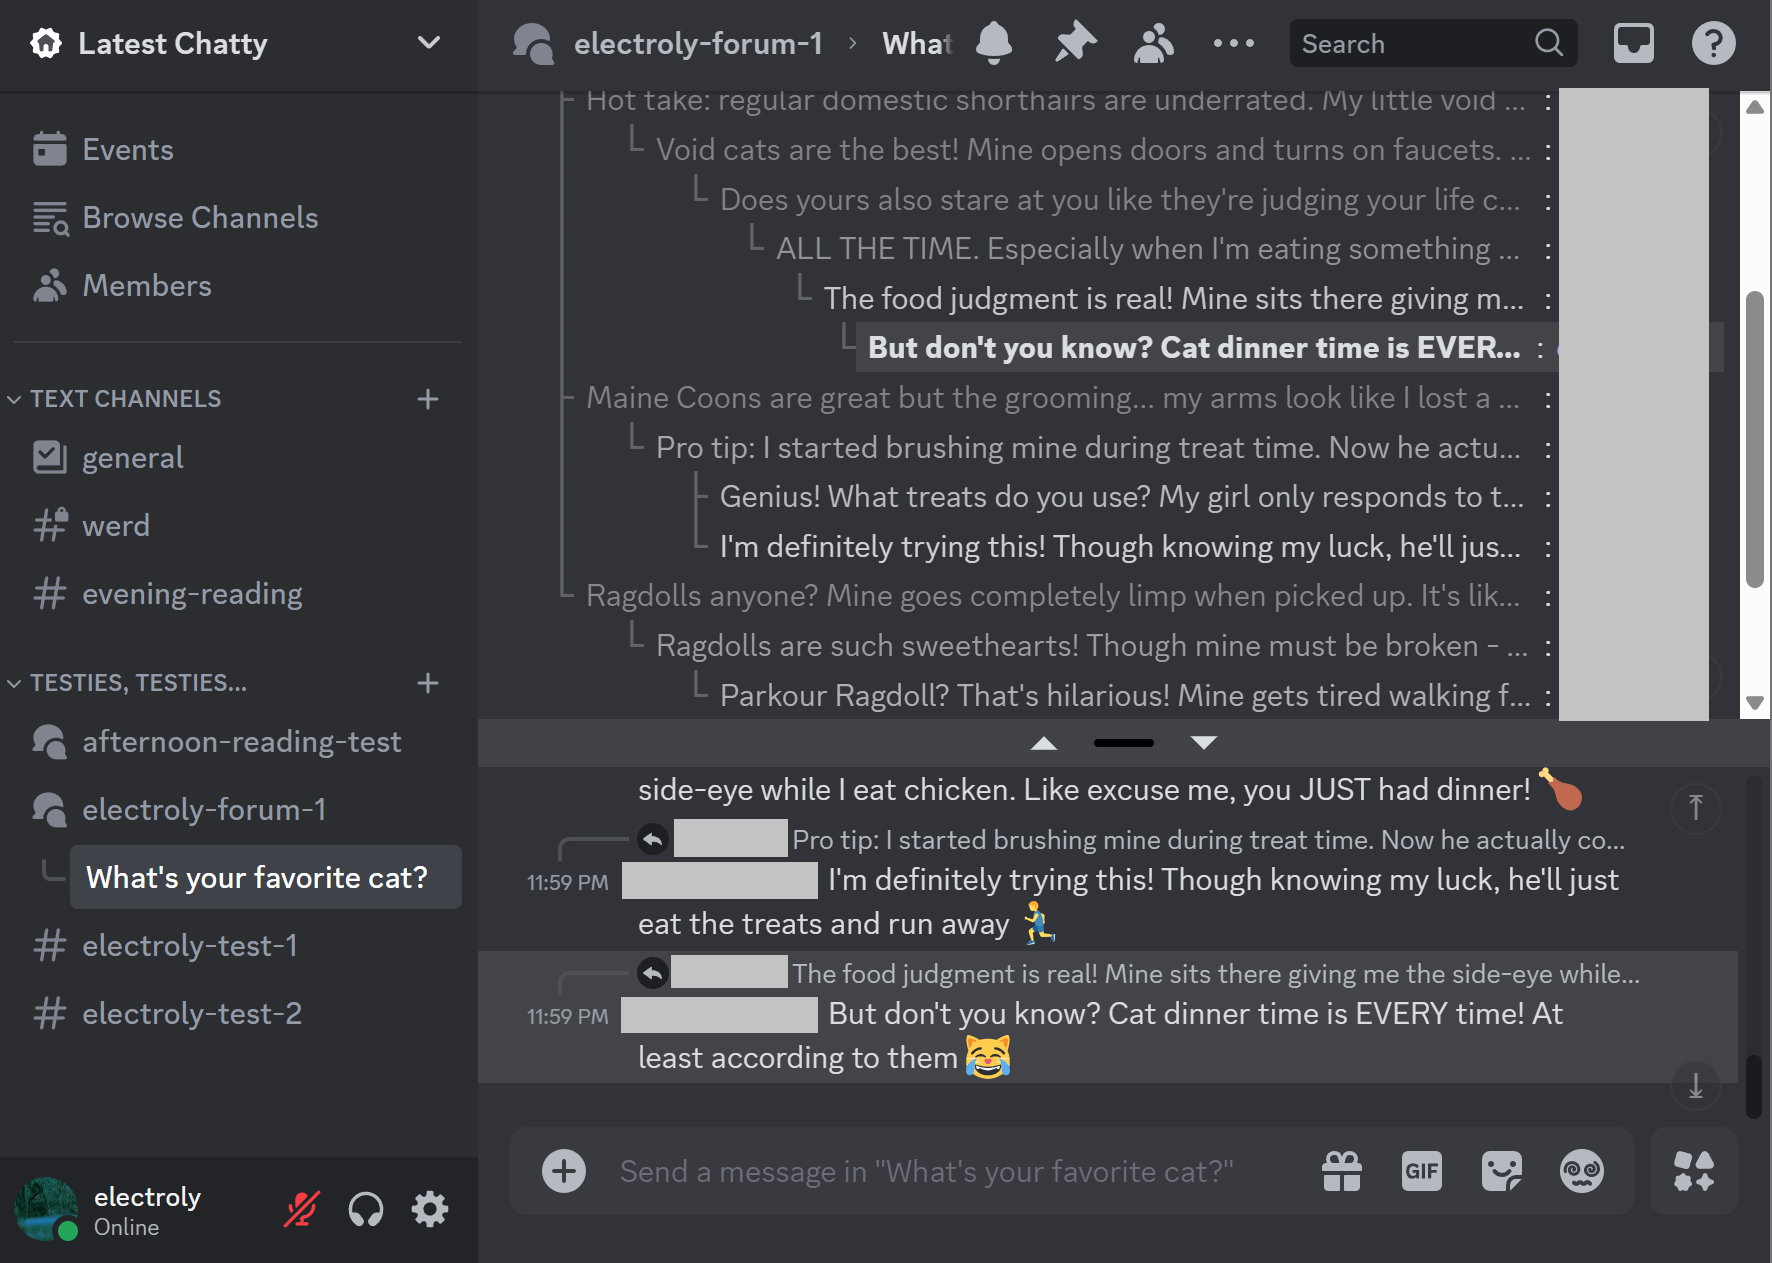 Latest Chatty
electroly-forum-1 › What
Search
Events
Browse Channels
Members
TEXT CHANNELS
general
werd
evening-reading
TESTIES, TESTIES...
afternoon-reading-test
electroly-forum-1
What's your favorite cat?
electroly-test-1
electroly-test-2
electroly
Online
Hot take: regular domestic shorthairs are underrated. My little void ... :
Void cats are the best! Mine opens doors and turns on faucets. ... :
Does yours also stare at you like they're judging your life c... :
ALL THE TIME. Especially when I'm eating something ... :
The food judgment is real! Mine sits there giving m... :
But don't you know? Cat dinner time is EVER... :
Maine Coons are great but the grooming... my arms look like I lost a ... :
Pro tip: I started brushing mine during treat time. Now he actu... :
Genius! What treats do you use? My girl only responds to t... :
I'm definitely trying this! Though knowing my luck, he'll jus... :
Ragdolls anyone? Mine goes completely limp when picked up. It's lik... :
Ragdolls are such sweethearts! Though mine must be broken - ... :
Parkour Ragdoll? That's hilarious! Mine gets tired walking f... :
side-eye while I eat chicken. Like excuse me, you JUST had dinner! 🍗
Pro tip: I started brushing mine during treat time. Now he actually co...
11:59 PM I'm definitely trying this! Though knowing my luck, he'll just
eat the treats and run away 🏃‍♂️
The food judgment is real! Mine sits there giving me the side-eye while...
11:59 PM But don't you know? Cat dinner time is EVERY time! At
least according to them 😹
Send a message in "What's your favorite cat?"
GIF